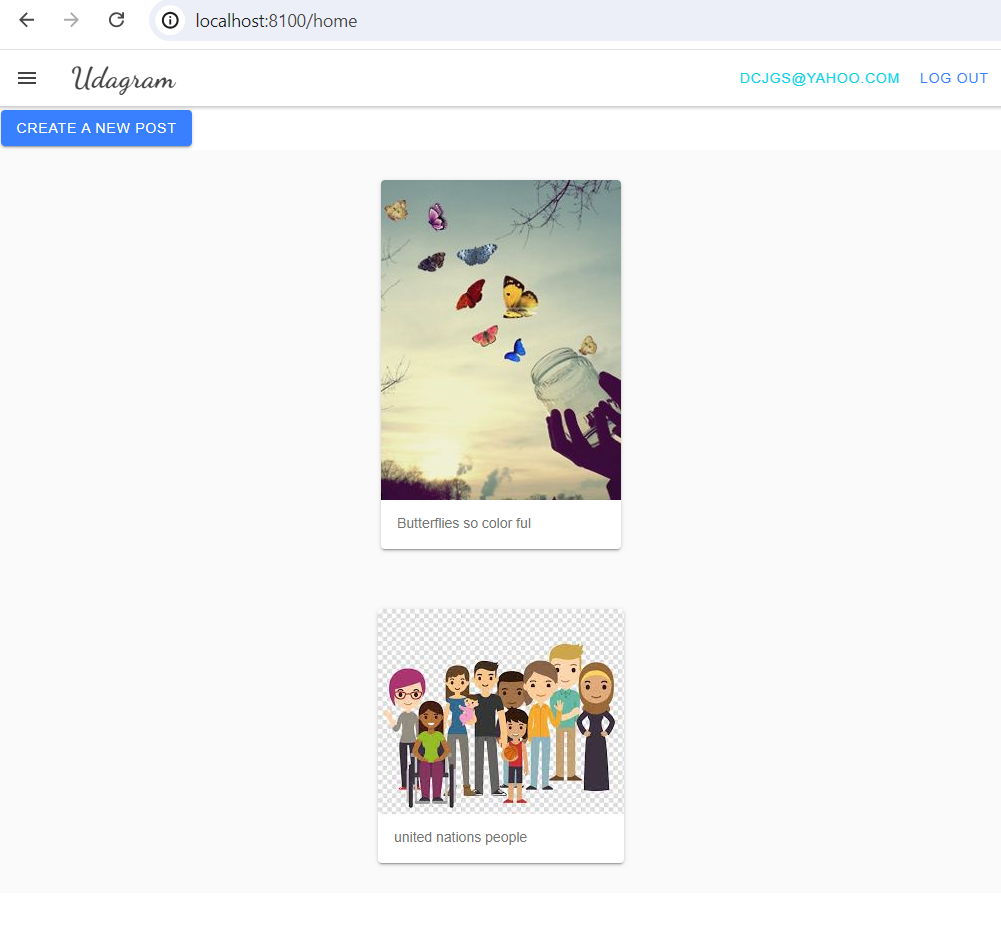 localhost:8100/home
Udagram
DCJGS@YAHOO.COM LOG OUT
CREATE A NEW POST
Butterflies so color ful
united nations people